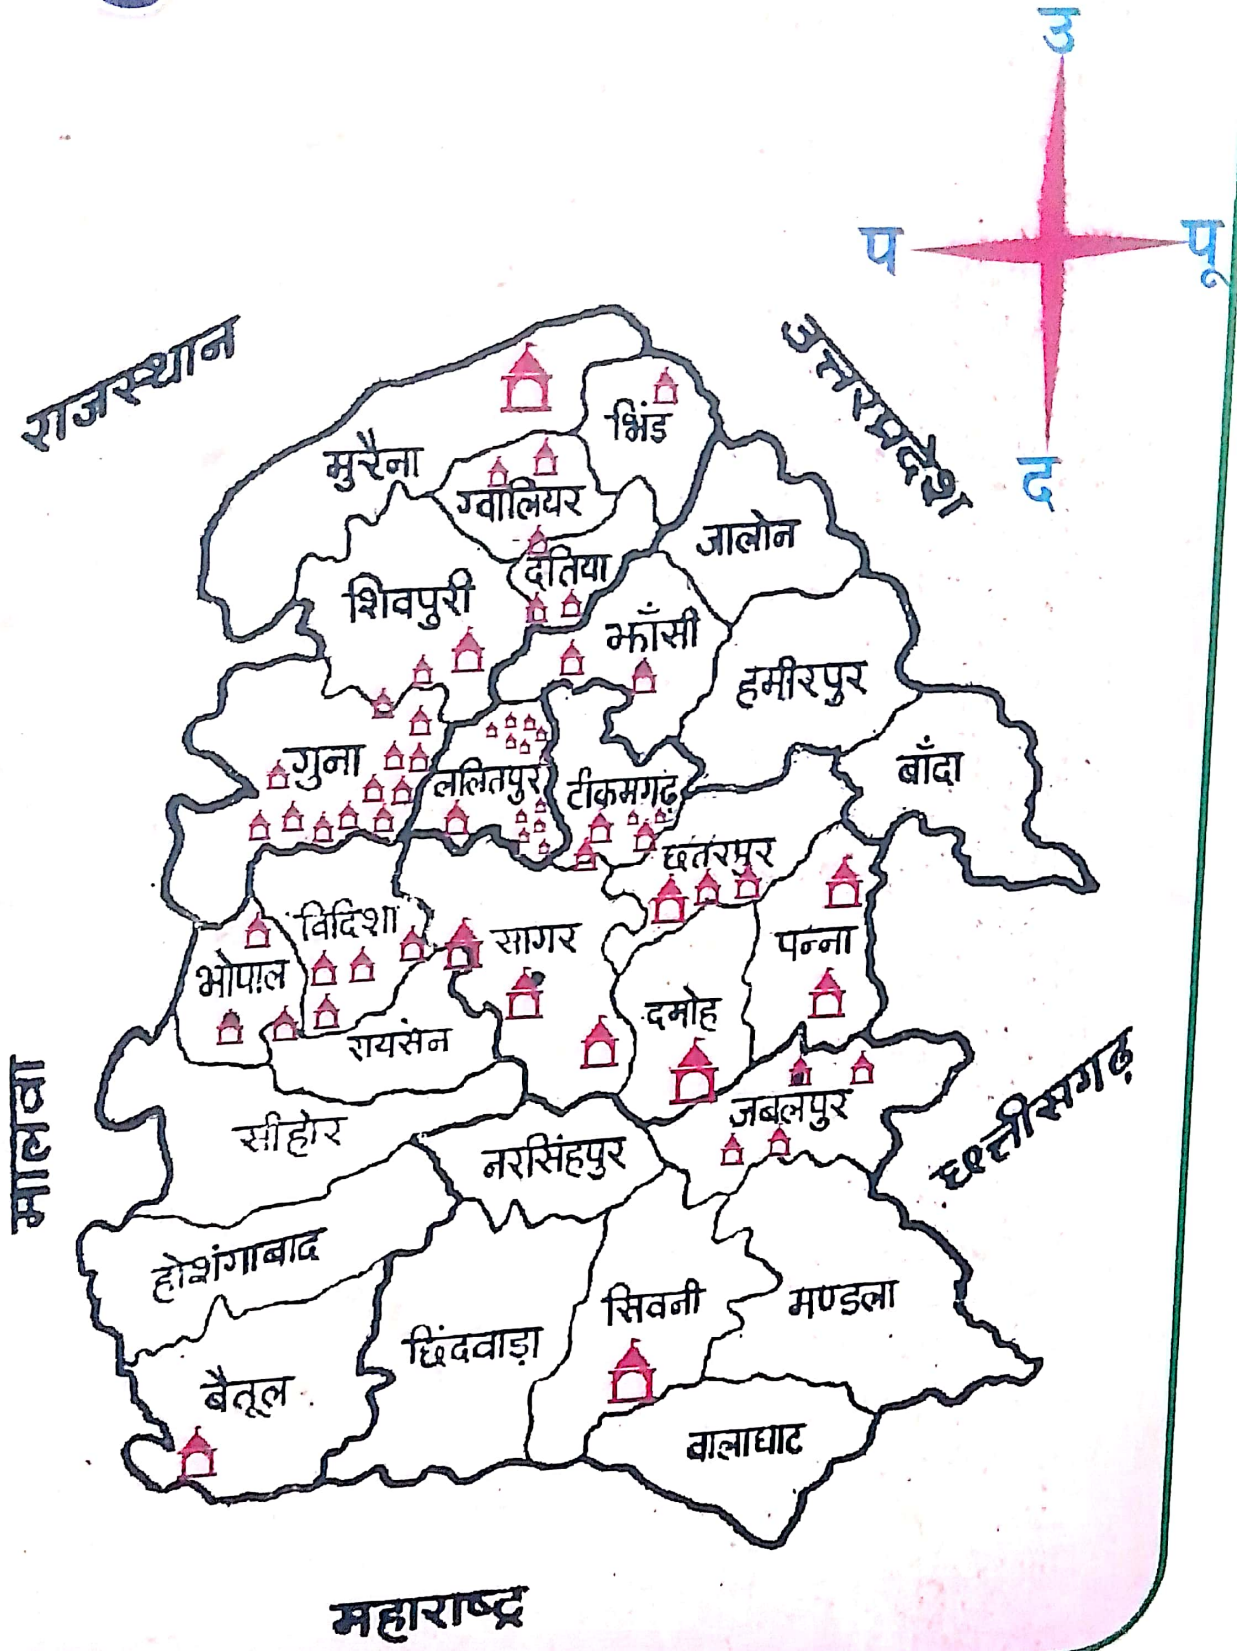 उ
प
पू
द
राजस्थान
उत्तरप्रदेश
भिंड
मुरैना
ग्वालियर
जालोन
दतिया
शिवपुरी
झाँसी
हमीरपुर
गुना
ललितपुर
टीकमगढ़
बाँदा
छतरपुर
विदिशा
सागर
पन्ना
भोपाल
दमोह
रायसेन
मालवा
छत्तीसगढ़
सीहोर
जबलपुर
नरसिंहपुर
होशंगाबाद
सिवनी
मण्डला
छिंदवाड़ा
बैतूल
वालाघाट
महाराष्ट्र